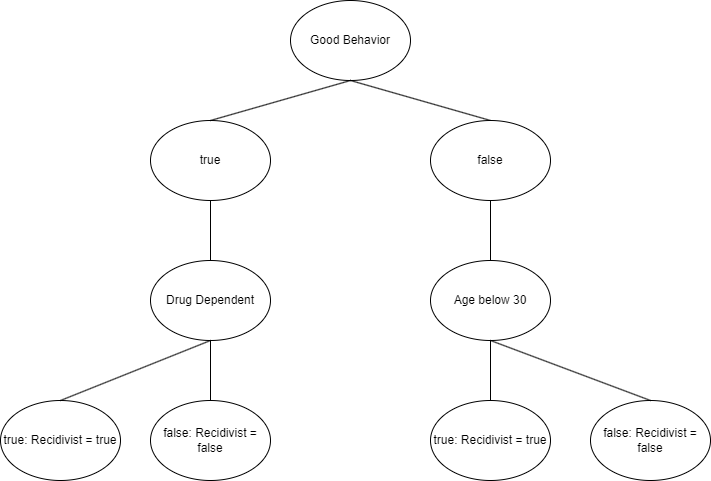 Good Behavior
true
false
Drug Dependent
Age below 30
true: Recidivist = true
false: Recidivist =
false
true: Recidivist = true
false: Recidivist =
false